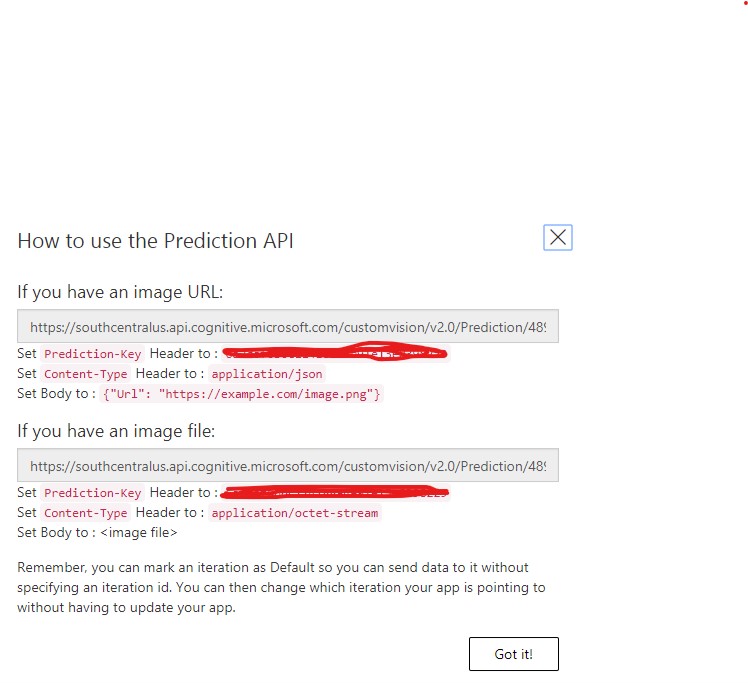 How to use the Prediction API
If you have an image URL:
https://southcentralus.api.cognitive.microsoft.com/customvision/v2.0/Prediction/489
Set Prediction-Key Header to :
Set Content-Type Header to : application/json
Set Body to : {"Url": "https://example.com/image.png"}
If you have an image file:
https://southcentralus.api.cognitive.microsoft.com/customvision/v2.0/Prediction/489
Set Prediction-Key Header to :
Set Content-Type Header to : application/octet-stream
Set Body to : <image file>
Remember, you can mark an iteration as Default so you can send data to it without
specifying an iteration id. You can then change which iteration your app is pointing to
without having to update your app.
Got it!